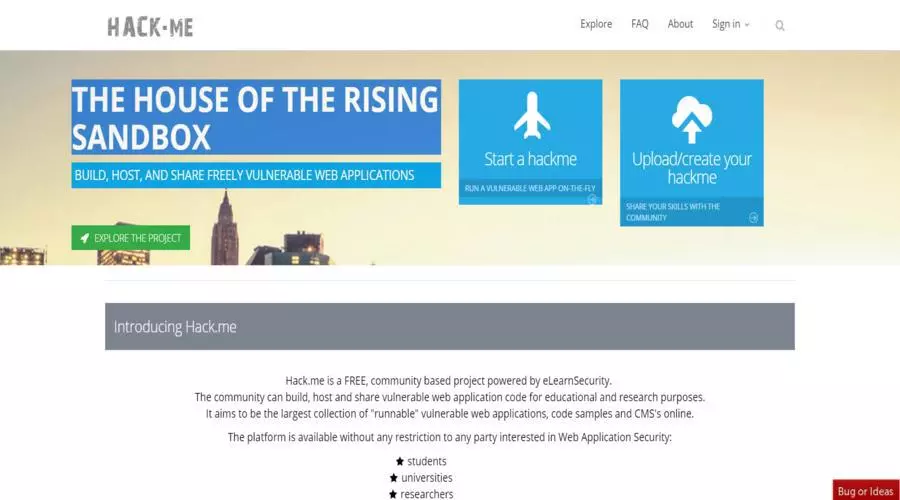 HACK·ME
Explore FAQ About Sign in
THE HOUSE OF THE RISING
SANDBOX
BUILD, HOST, AND SHARE FREELY VULNERABLE WEB APPLICATIONS
EXPLORE THE PROJECT
Start a hackme
RUN A VULNERABLE WEB APP ON-THE-FLY
Upload/create your
hackme
SHARE YOUR SKILLS WITH THE
COMMUNITY
Introducing Hack.me
Hack.me is a FREE, community based project powered by eLearnSecurity.
The community can build, host and share vulnerable web application code for educational and research purposes.
It aims to be the largest collection of "runnable" vulnerable web applications, code samples and CMS's online.
The platform is available without any restriction to any party interested in Web Application Security:
students
universities
researchers
Bug or Ideas